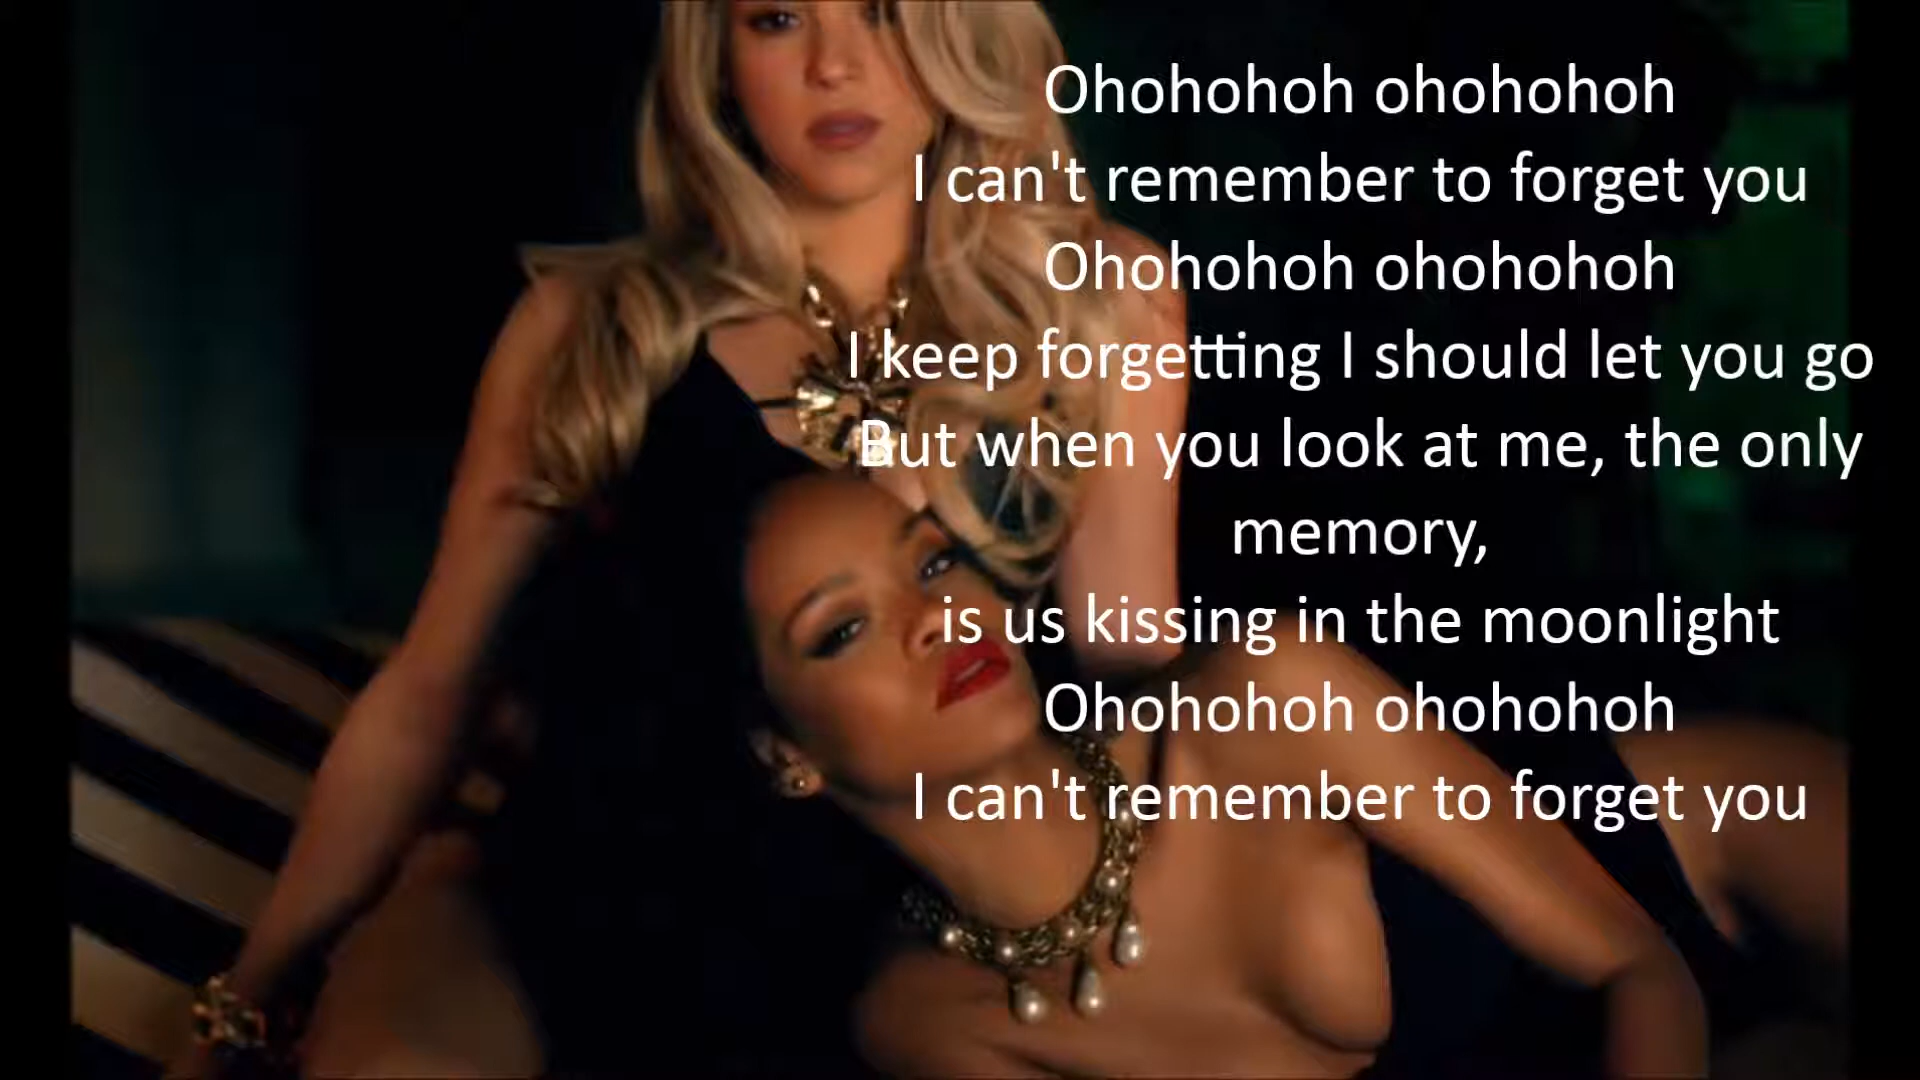 Ohohohoh ohohohoh
I can't remember to forget you
Ohohohoh ohohohoh
I keep forgetting I should let you go
But when you look at me, the only
memory,
is us kissing in the moonlight
Ohohohoh ohohohoh
I can't remember to forget you